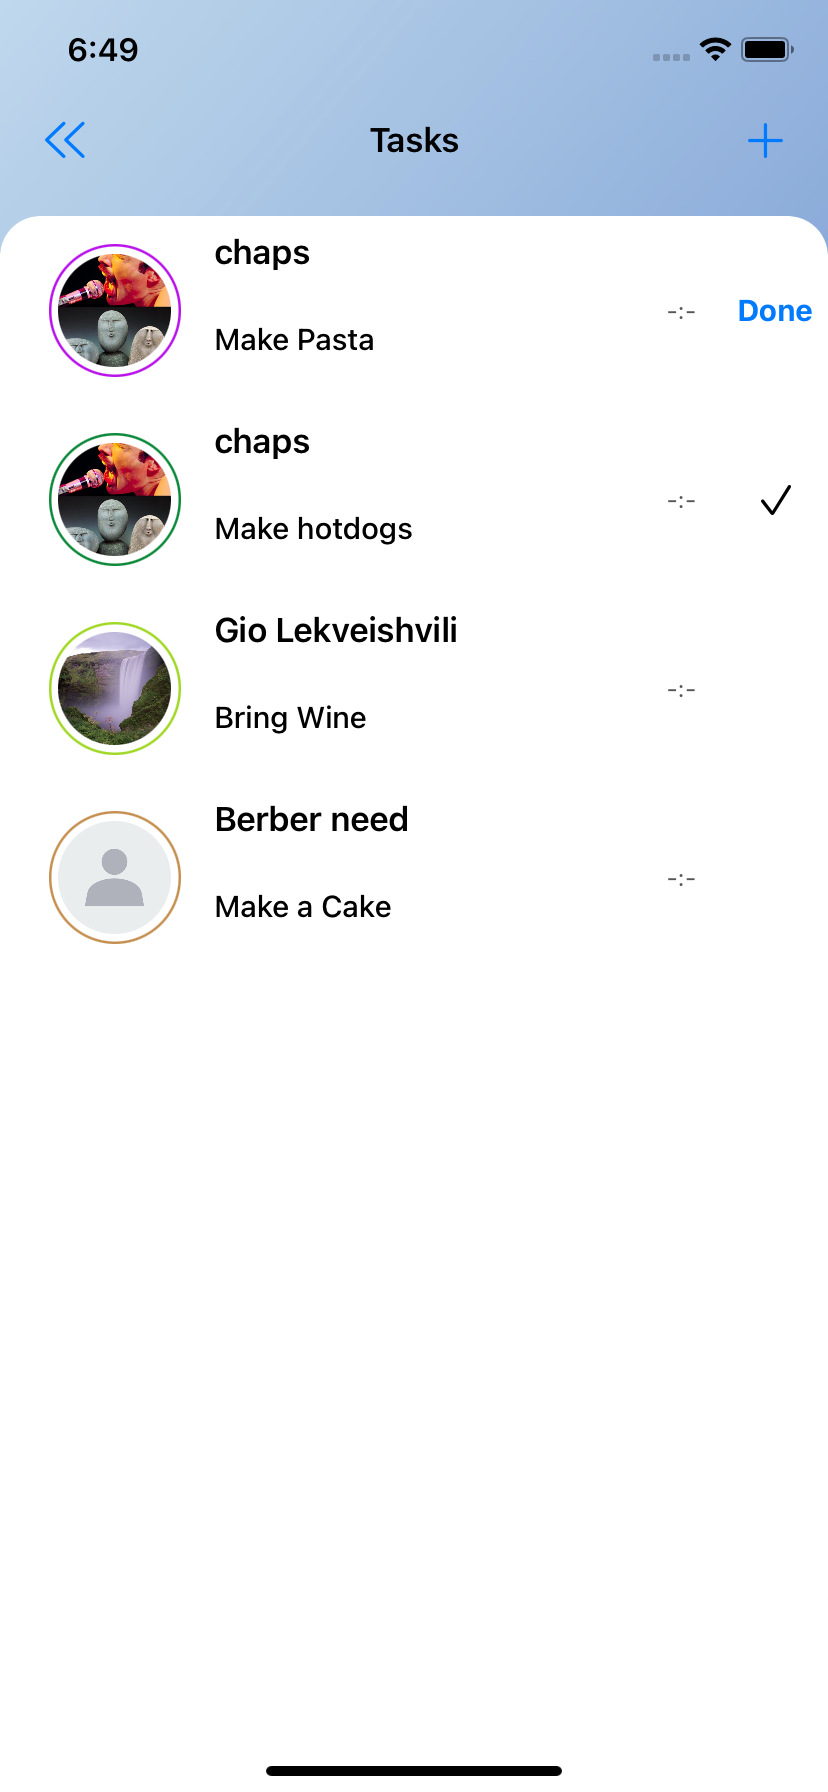 6:49
Tasks
chaps
Make Pasta
-:-
Done
chaps
Make hotdogs
-:-
Gio Lekveishvili
Bring Wine
-:-
Berber need
Make a Cake
-:-